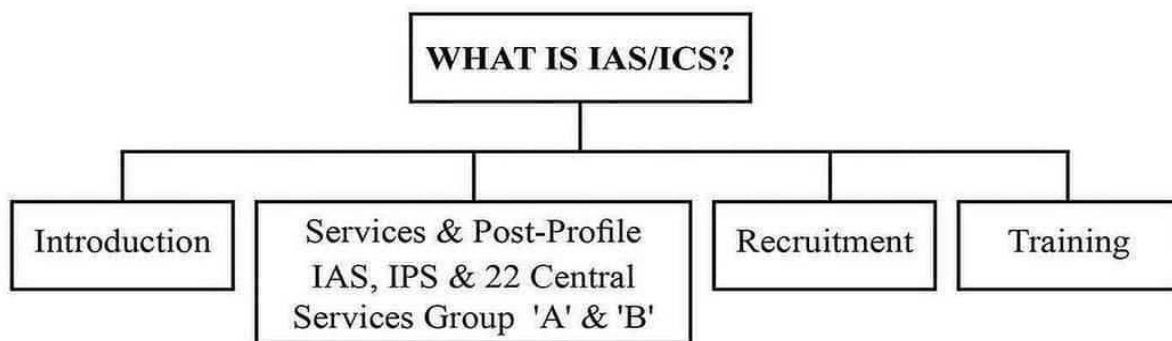 WHAT IS IAS/ICS?
Introduction
Services & Post-Profile
IAS, IPS & 22 Central
Services Group 'A' & 'B'
Recruitment
Training